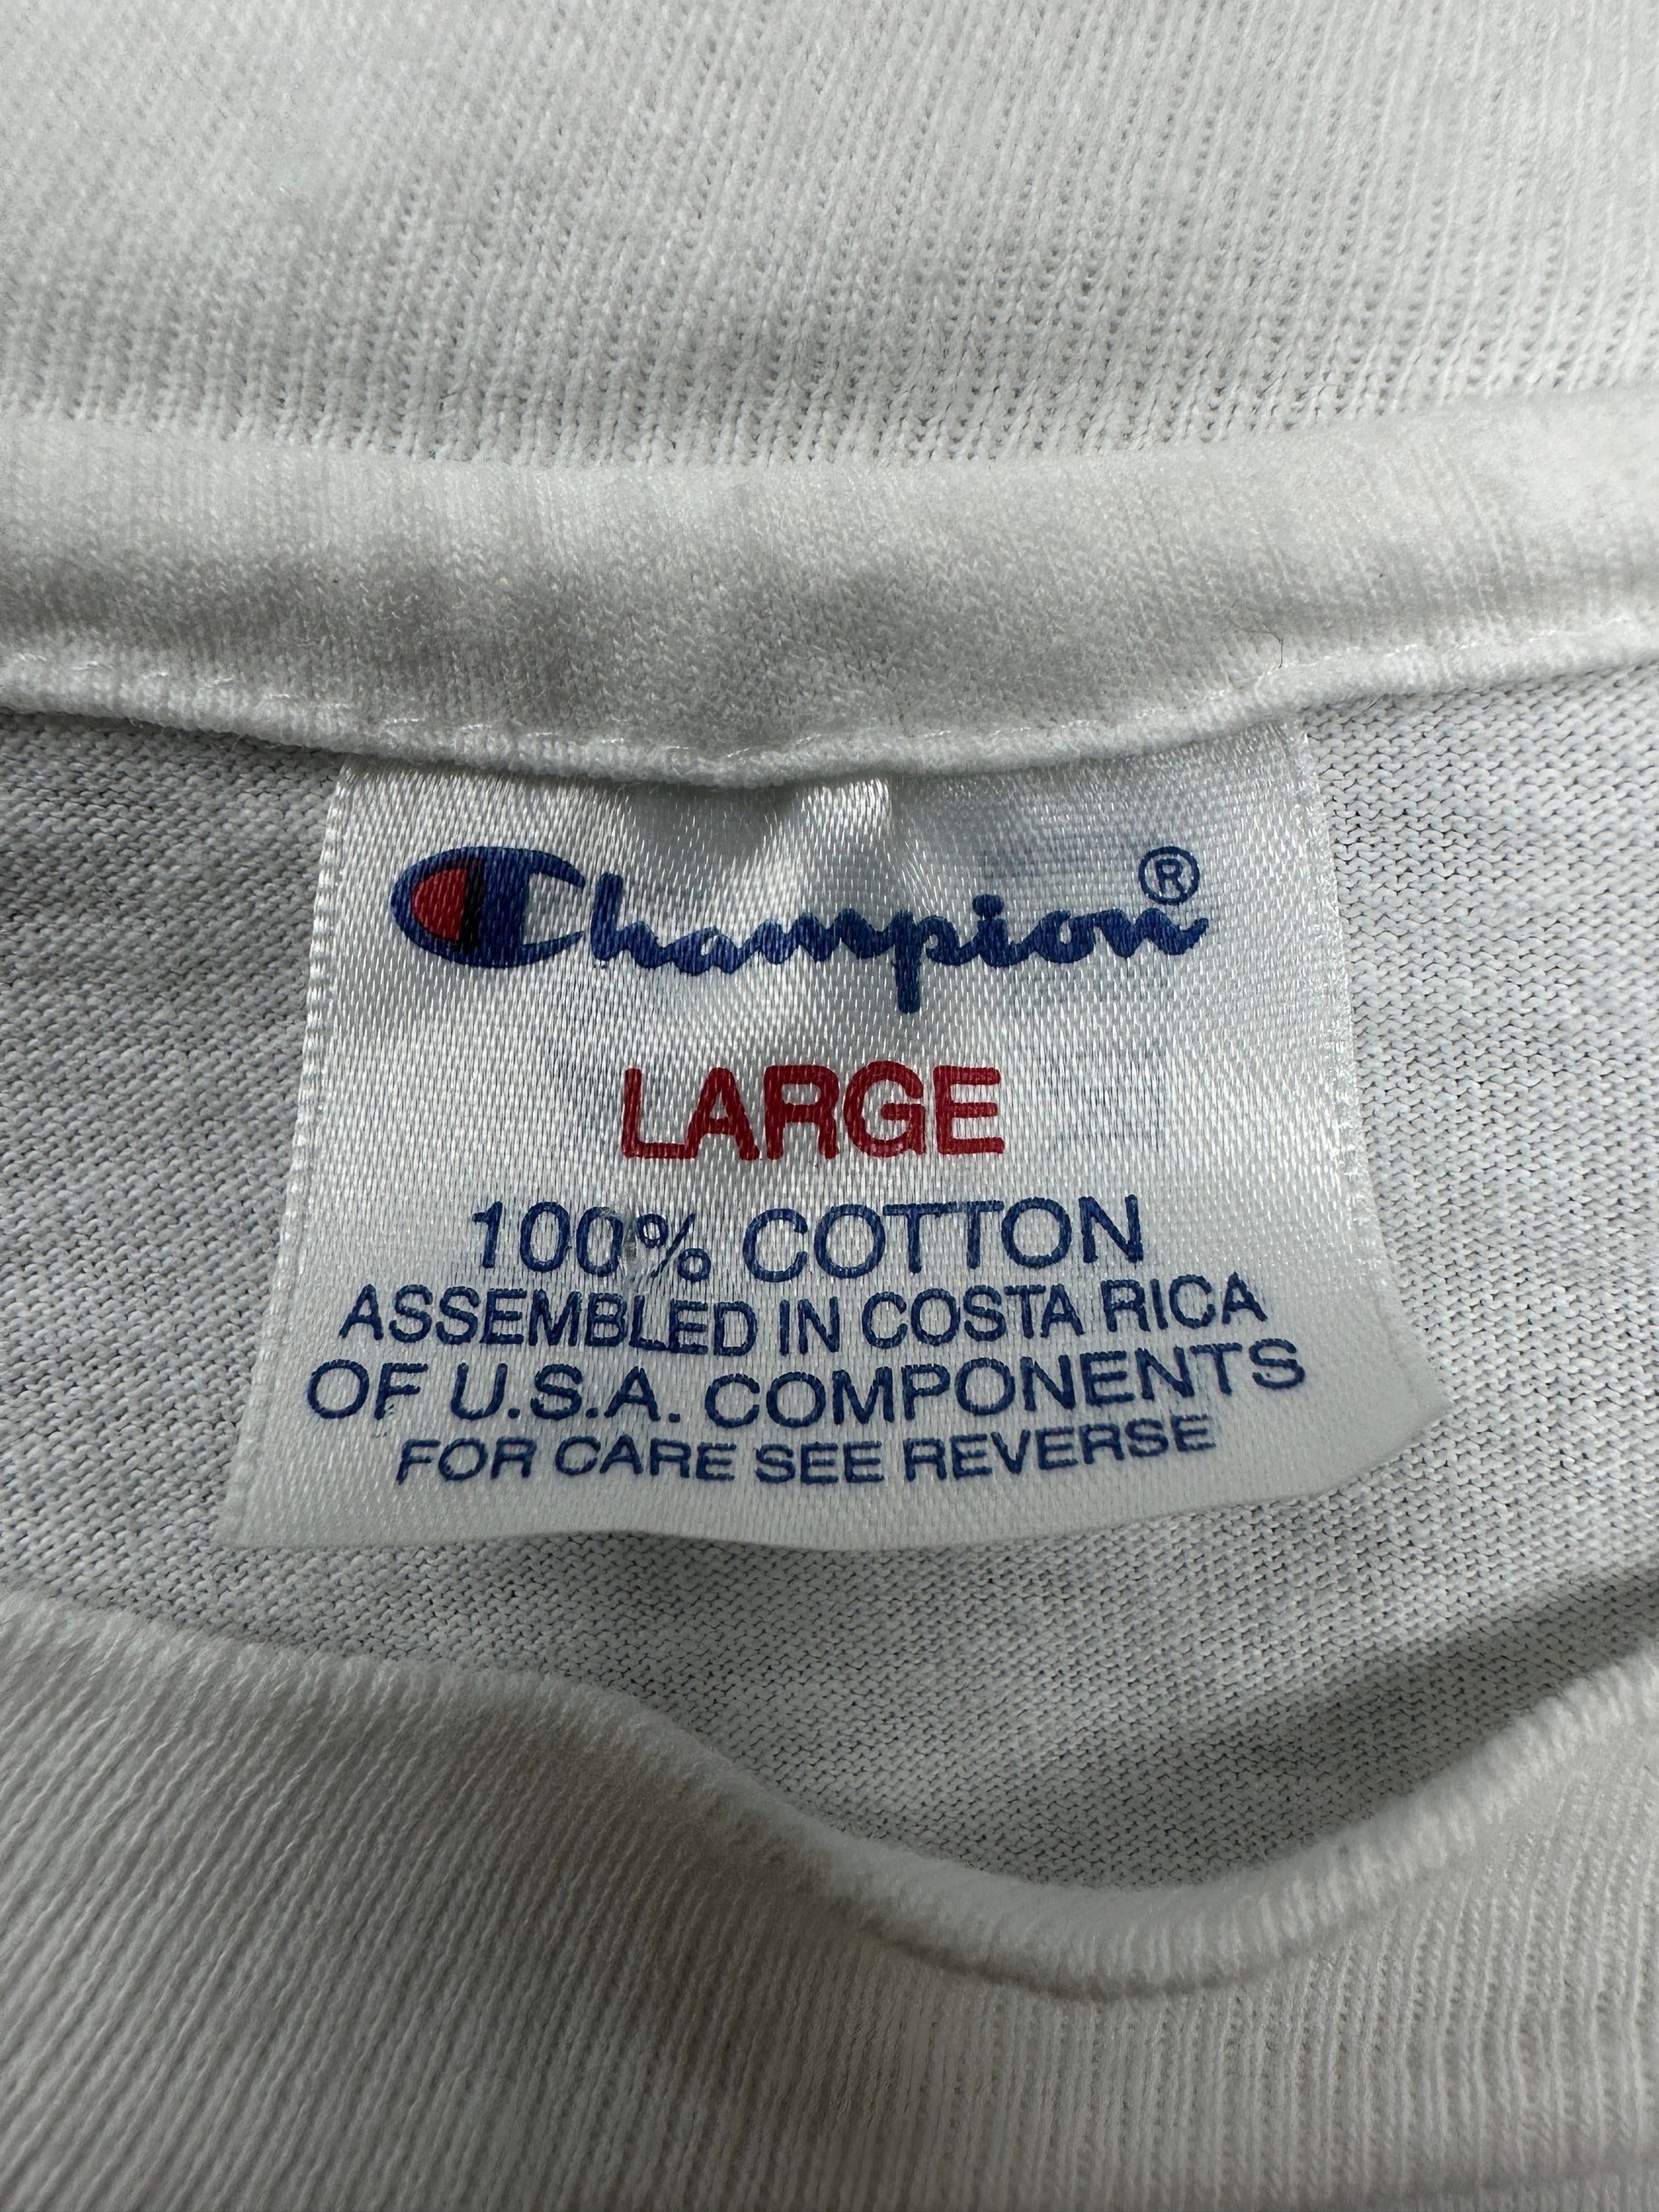 Champion®
LARGE
100% COTTON
ASSEMBLED IN COSTA RICA
OF U.S.A. COMPONENTS
FOR CARE SEE REVERSE